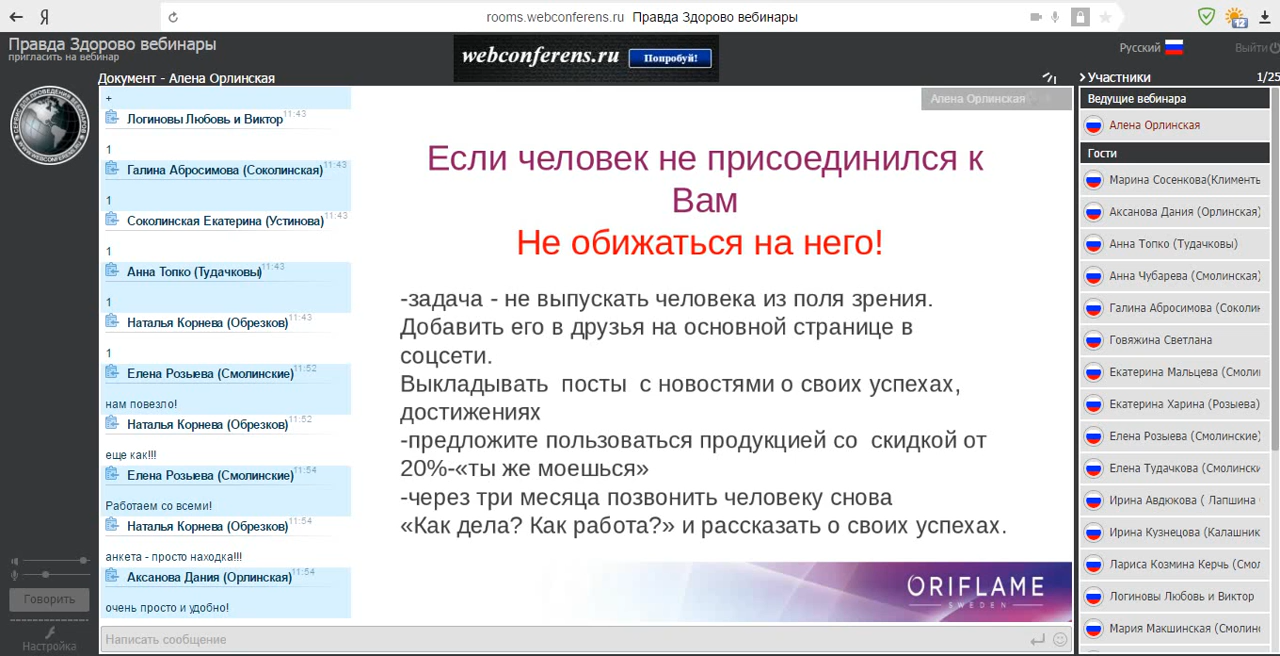 rooms.webconferens.ru Правда Здорово вебинары
12
Правда Здорово вебинары
пригласить на вебинар
webconferens.ru Попробуй!
Русский
Выйти
Документ - Алена Орлинская
+
Логиновы Любовь и Виктор 11:43
1
Галина Абросимова (Соколинская) 11:43
1
Соколинская Екатерина (Устинова) 11:43
1
Анна Топко (Тудачковы) 11:43
1
Наталья Корнева (Обрезков) 11:43
1
Елена Розыева (Смолинские) 11:52
нам повезло!
Наталья Корнева (Обрезков) 11:52
еще как!!!
Елена Розыева (Смолинские) 11:54
Работаем со всеми!
Наталья Корнева (Обрезков) 11:54
анкета - просто находка!!!
Аксанова Дания (Орлинская) 11:54
очень просто и удобно!
Написать сообщение
Говорить
Настройка
Алена Орлинская
Если человек не присоединился к
Вам
Не обижаться на него!
-задача - не выпускать человека из поля зрения.
Добавить его в друзья на основной странице в
соцсети.
Выкладывать посты с новостями о своих успехах,
достижениях
-предложите пользоваться продукцией со скидкой от
20%-«ты же моешься»
-через три месяца позвонить человеку снова
«Как дела? Как работа?» и рассказать о своих успехах.
ORIFLAME
SWEDEN
Участники 1/25
Ведущие вебинара
Алена Орлинская
Гости
Марина Сосенкова(Клименть
Аксанова Дания (Орлинская)
Анна Топко (Тудачковы)
Анна Чубарева (Смолинская)
Галина Абросимова (Соколин
Говяжина Светлана
Екатерина Мальцева (Смолин
Екатерина Харина (Розыева)
Елена Розыева (Смолинские)
Елена Тудачкова (Смолински
Ирина Авдюкова ( Лапшина
Ирина Кузнецова (Калашник
Лариса Козмина Керчь (Смол
Логиновы Любовь и Виктор
Мария Макшинская (Смолинс